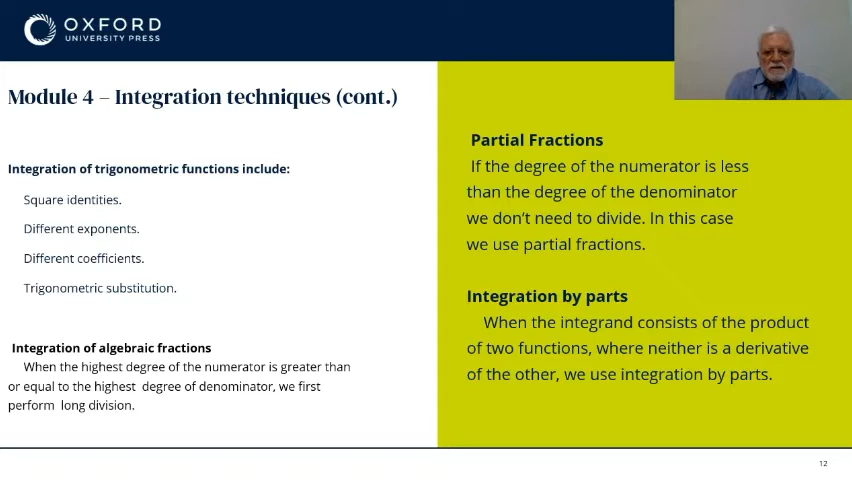 OXFORD
UNIVERSITY PRESS
Module 4 – Integration techniques (cont.)
Integration of trigonometric functions include:
Square identities.
Different exponents.
Different coefficients.
Trigonometric substitution.
Integration of algebraic fractions
When the highest degree of the numerator is greater than
or equal to the highest degree of denominator, we first
perform long division.
Partial Fractions
If the degree of the numerator is less
than the degree of the denominator
we don't need to divide. In this case
we use partial fractions.
Integration by parts
When the integrand consists of the product
of two functions, where neither is a derivative
of the other, we use integration by parts.
12